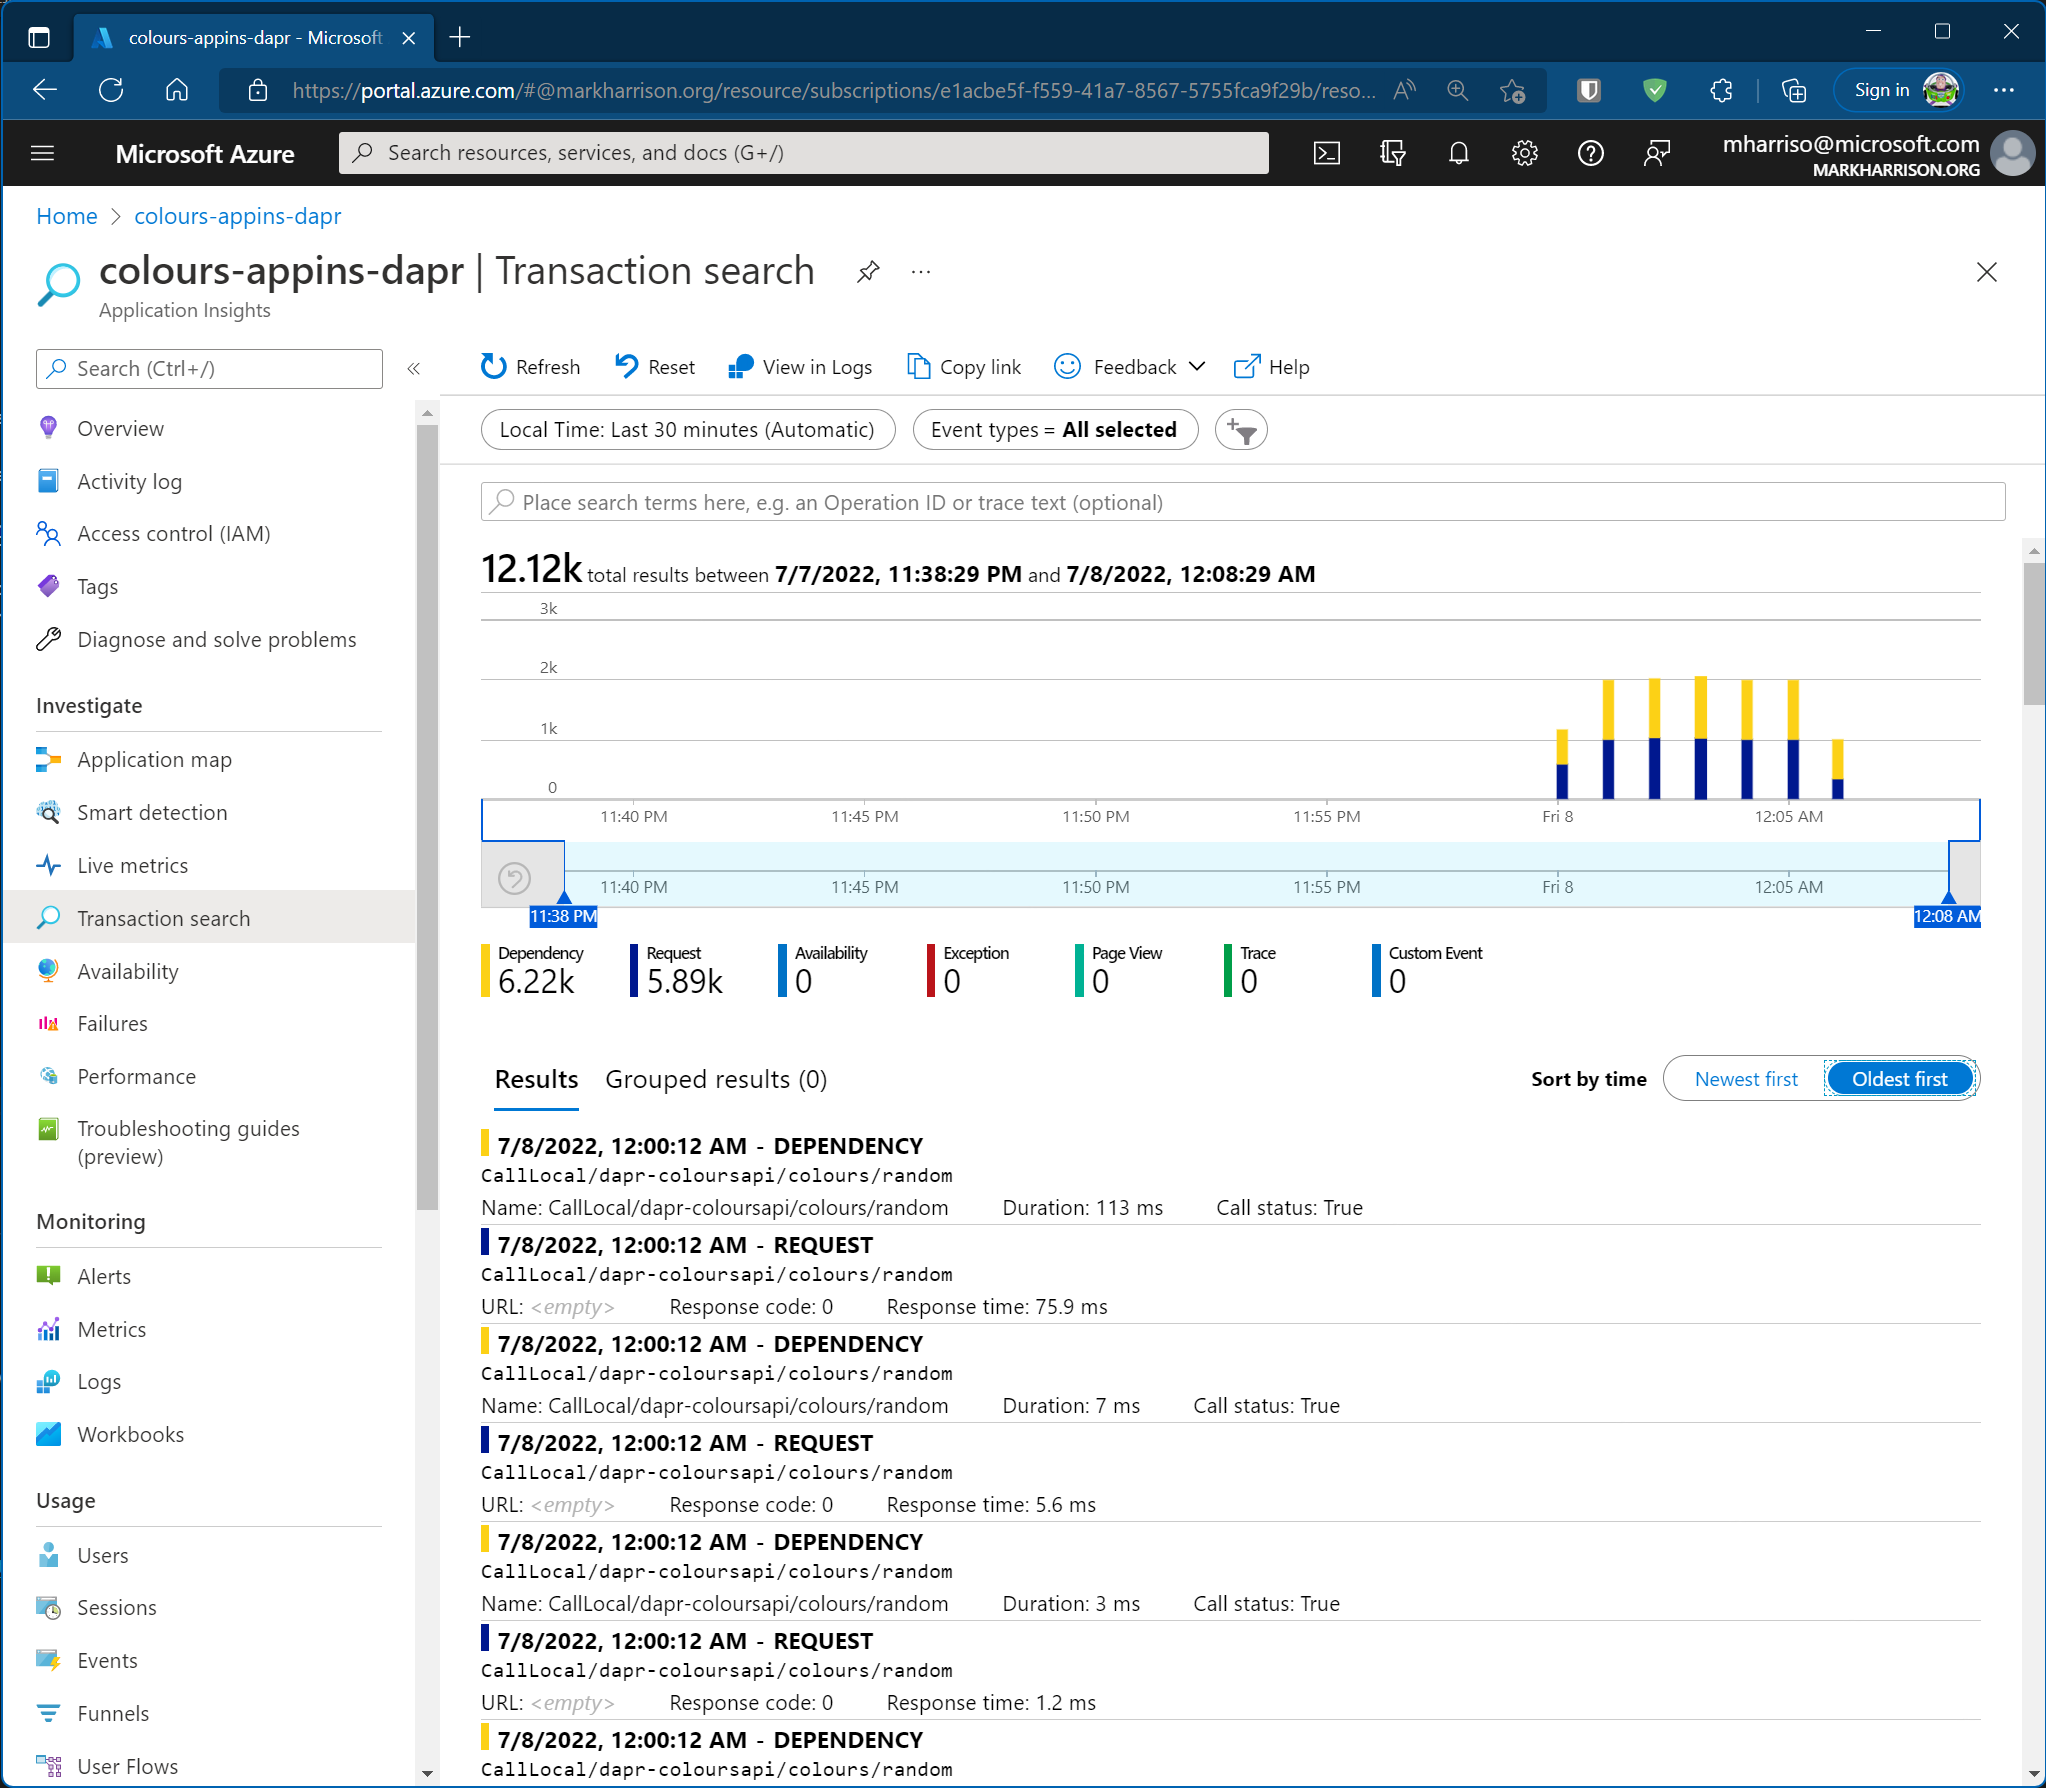 colours-appins-dapr - Microsoft
https://portal.azure.com/#@markharrison.org/resource/subscriptions/e1acbe5f-f559-41a7-8567-5755fca9f29b/reso...
Sign in
Microsoft Azure
Search resources, services, and docs (G+/)
mharriso@microsoft.com
MARKHARRISON.ORG
Home > colours-appins-dapr
colours-appins-dapr | Transaction search
Application Insights
Search (Ctrl+/)
Overview
Activity log
Access control (IAM)
Tags
Diagnose and solve problems
Investigate
Application map
Smart detection
Live metrics
Transaction search
Availability
Failures
Performance
Troubleshooting guides
(preview)
Monitoring
Alerts
Metrics
Logs
Workbooks
Usage
Users
Sessions
Events
Funnels
User Flows
Refresh Reset View in Logs Copy link Feedback Help
Local Time: Last 30 minutes (Automatic) Event types = All selected
Place search terms here, e.g. an Operation ID or trace text (optional)
12.12k total results between 7/7/2022, 11:38:29 PM and 7/8/2022, 12:08:29 AM
3k
2k
1k
0
11:40 PM 11:45 PM 11:50 PM 11:55 PM Fri 8 12:05 AM
11:40 PM 11:45 PM 11:50 PM 11:55 PM Fri 8 12:05 AM
11:38 PM 12:08 AM
Dependency Request Availability Exception Page View Trace Custom Event
6.22k 5.89k 0 0 0 0 0
Results Grouped results (0) Sort by time Newest first Oldest first
7/8/2022, 12:00:12 AM - DEPENDENCY
CallLocal/dapr-coloursapi/colours/random
Name: CallLocal/dapr-coloursapi/colours/random Duration: 113 ms Call status: True
7/8/2022, 12:00:12 AM - REQUEST
CallLocal/dapr-coloursapi/colours/random
URL: <empty> Response code: 0 Response time: 75.9 ms
7/8/2022, 12:00:12 AM - DEPENDENCY
CallLocal/dapr-coloursapi/colours/random
Name: CallLocal/dapr-coloursapi/colours/random Duration: 7 ms Call status: True
7/8/2022, 12:00:12 AM - REQUEST
CallLocal/dapr-coloursapi/colours/random
URL: <empty> Response code: 0 Response time: 5.6 ms
7/8/2022, 12:00:12 AM - DEPENDENCY
CallLocal/dapr-coloursapi/colours/random
Name: CallLocal/dapr-coloursapi/colours/random Duration: 3 ms Call status: True
7/8/2022, 12:00:12 AM - REQUEST
CallLocal/dapr-coloursapi/colours/random
URL: <empty> Response code: 0 Response time: 1.2 ms
7/8/2022, 12:00:12 AM - DEPENDENCY
CallLocal/dapr-coloursapi/colours/random